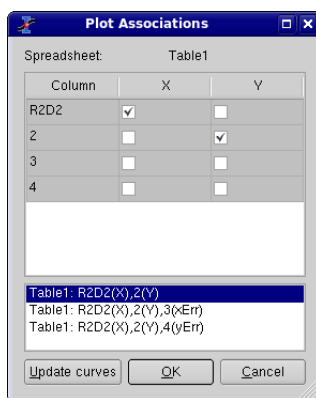 Plot Associations
Spreadsheet: Table1
Column X Y
R2D2
2
3
4
Table1: R2D2(X),2(Y)
Table1: R2D2(X),2(Y),3(xErr)
Table1: R2D2(X),2(Y),4(yErr)
Update curves OK Cancel